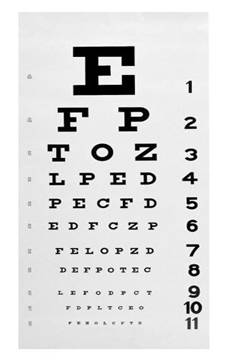 E 1
F P 2
T O Z 3
L P E D 4
P E C F D 5
E D F C Z P 6
F E L O P Z D 7
D E F P O T E C 8
L E F O D P C T 9
F D P L T C E O 10
11